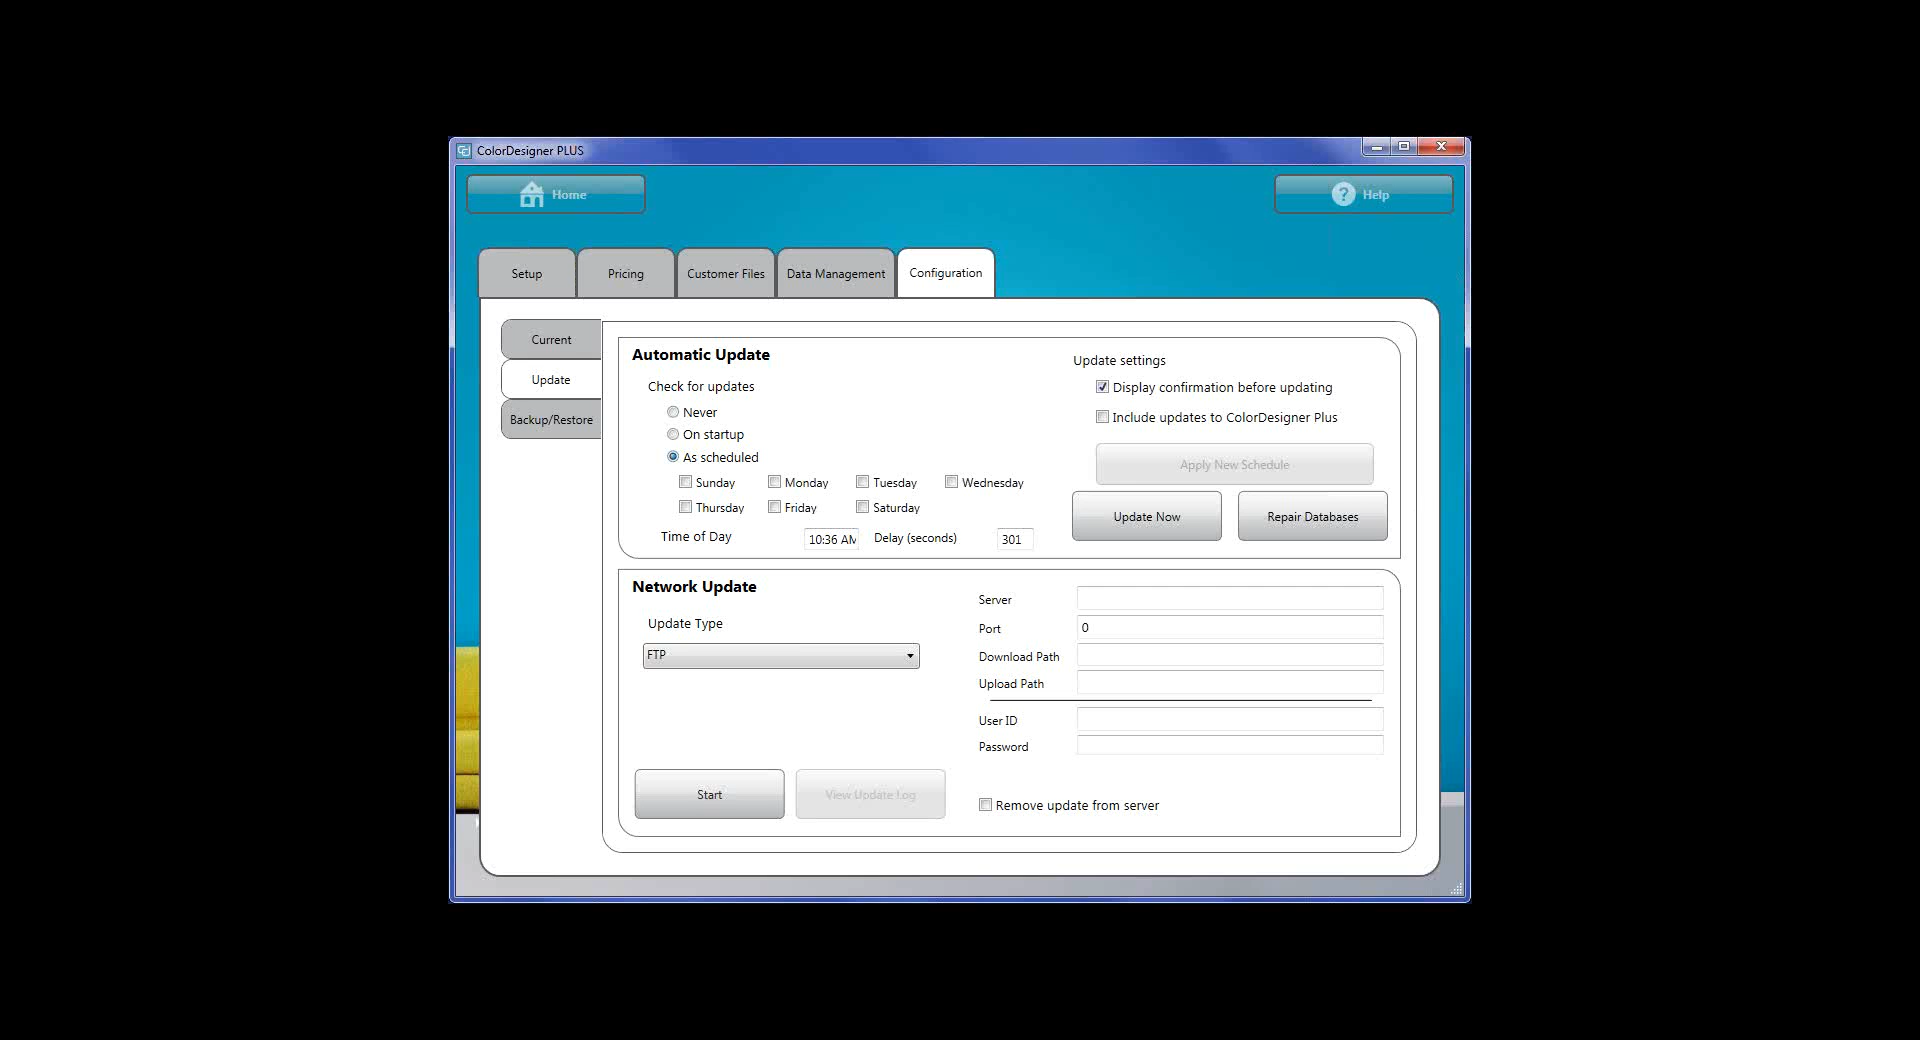 ColorDesigner PLUS
Home
Help
Setup
Pricing
Customer Files
Data Management
Configuration
Current
Update
Backup/Restore
Automatic Update
Check for updates
Never
On startup
As scheduled
Sunday Monday Tuesday Wednesday
Thursday Friday Saturday
Time of Day 10:36 AM Delay (seconds) 301
Update settings
Display confirmation before updating
Include updates to ColorDesigner Plus
Apply New Schedule
Update Now
Repair Databases
Network Update
Update Type
FTP
Start
View Update Log
Server
Port 0
Download Path
Upload Path
User ID
Password
Remove update from server